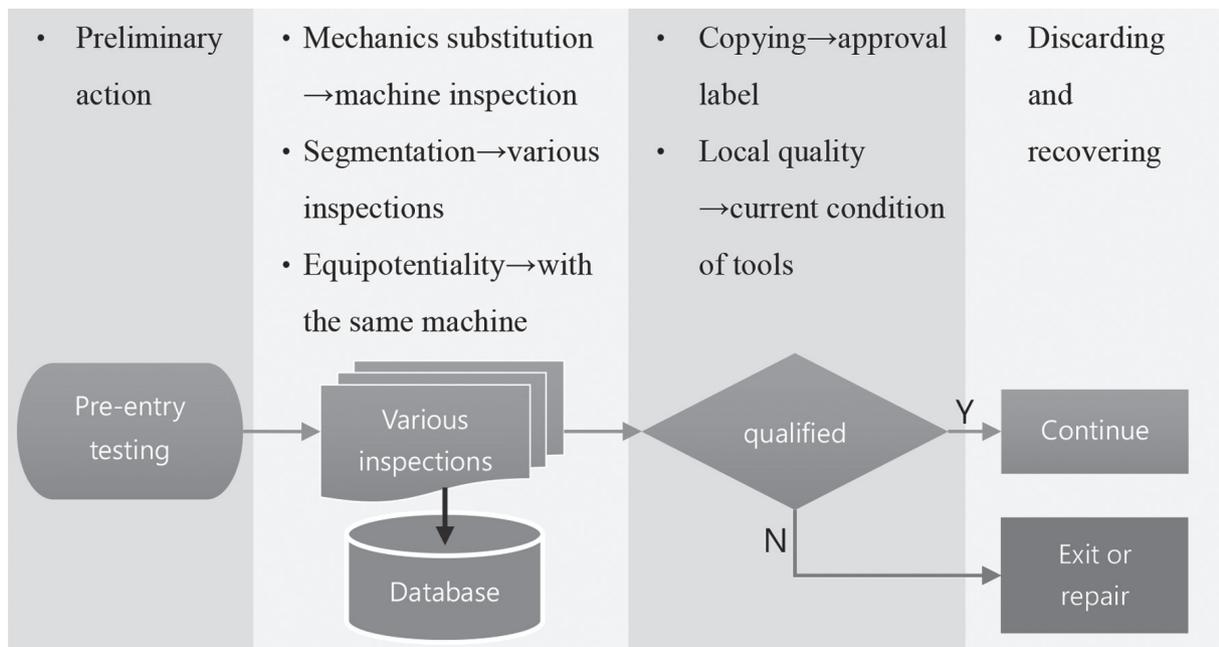 • Preliminary
action
• Mechanics substitution
→machine inspection
• Segmentation→various
inspections
• Equipotentiality→with
the same machine
• Copying→approval
label
• Local quality
→current condition
of tools
• Discarding
and
recovering
Pre-entry
testing
Various
inspections
Database
qualified
Y
N
Continue
Exit or
repair